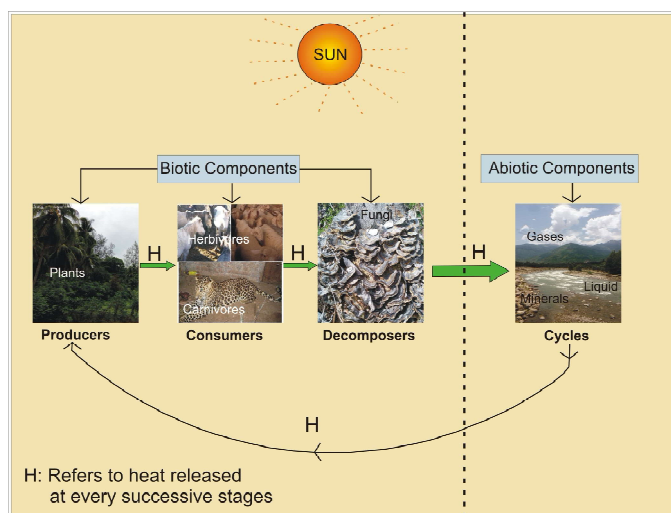 SUN
Biotic Components
Abiotic Components
Plants
H
Herbivores
Carnivores
H
Fungi
H
Gases
Liquid
Minerals
Producers
Consumers
Decomposers
Cycles
H
H: Refers to heat released
at every successive stages